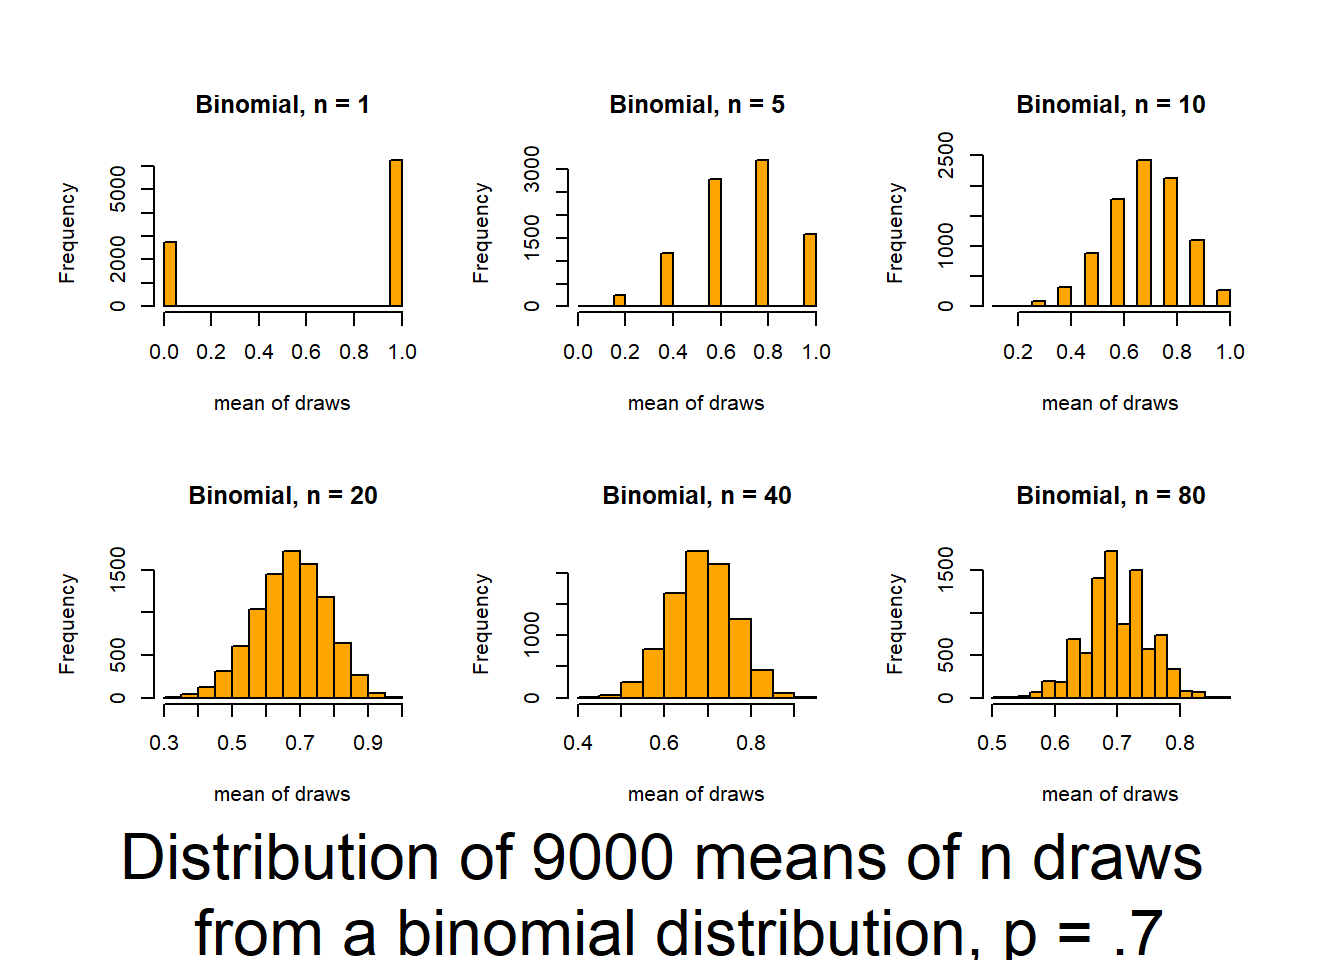 Binomial, n = 1
Frequency
0 2000 5000
0.0 0.2 0.4 0.6 0.8 1.0
mean of draws
Binomial, n = 5
Frequency
0 1500 3000
0.0 0.2 0.4 0.6 0.8 1.0
mean of draws
Binomial, n = 10
Frequency
0 1000 2500
0.2 0.4 0.6 0.8 1.0
mean of draws
Binomial, n = 20
Frequency
0 500 1500
0.3 0.5 0.7 0.9
mean of draws
Binomial, n = 40
Frequency
0 1000
0.4 0.6 0.8
mean of draws
Binomial, n = 80
Frequency
0 500 1500
0.5 0.6 0.7 0.8
mean of draws
Distribution of 9000 means of n draws
from a binomial distribution, p = .7